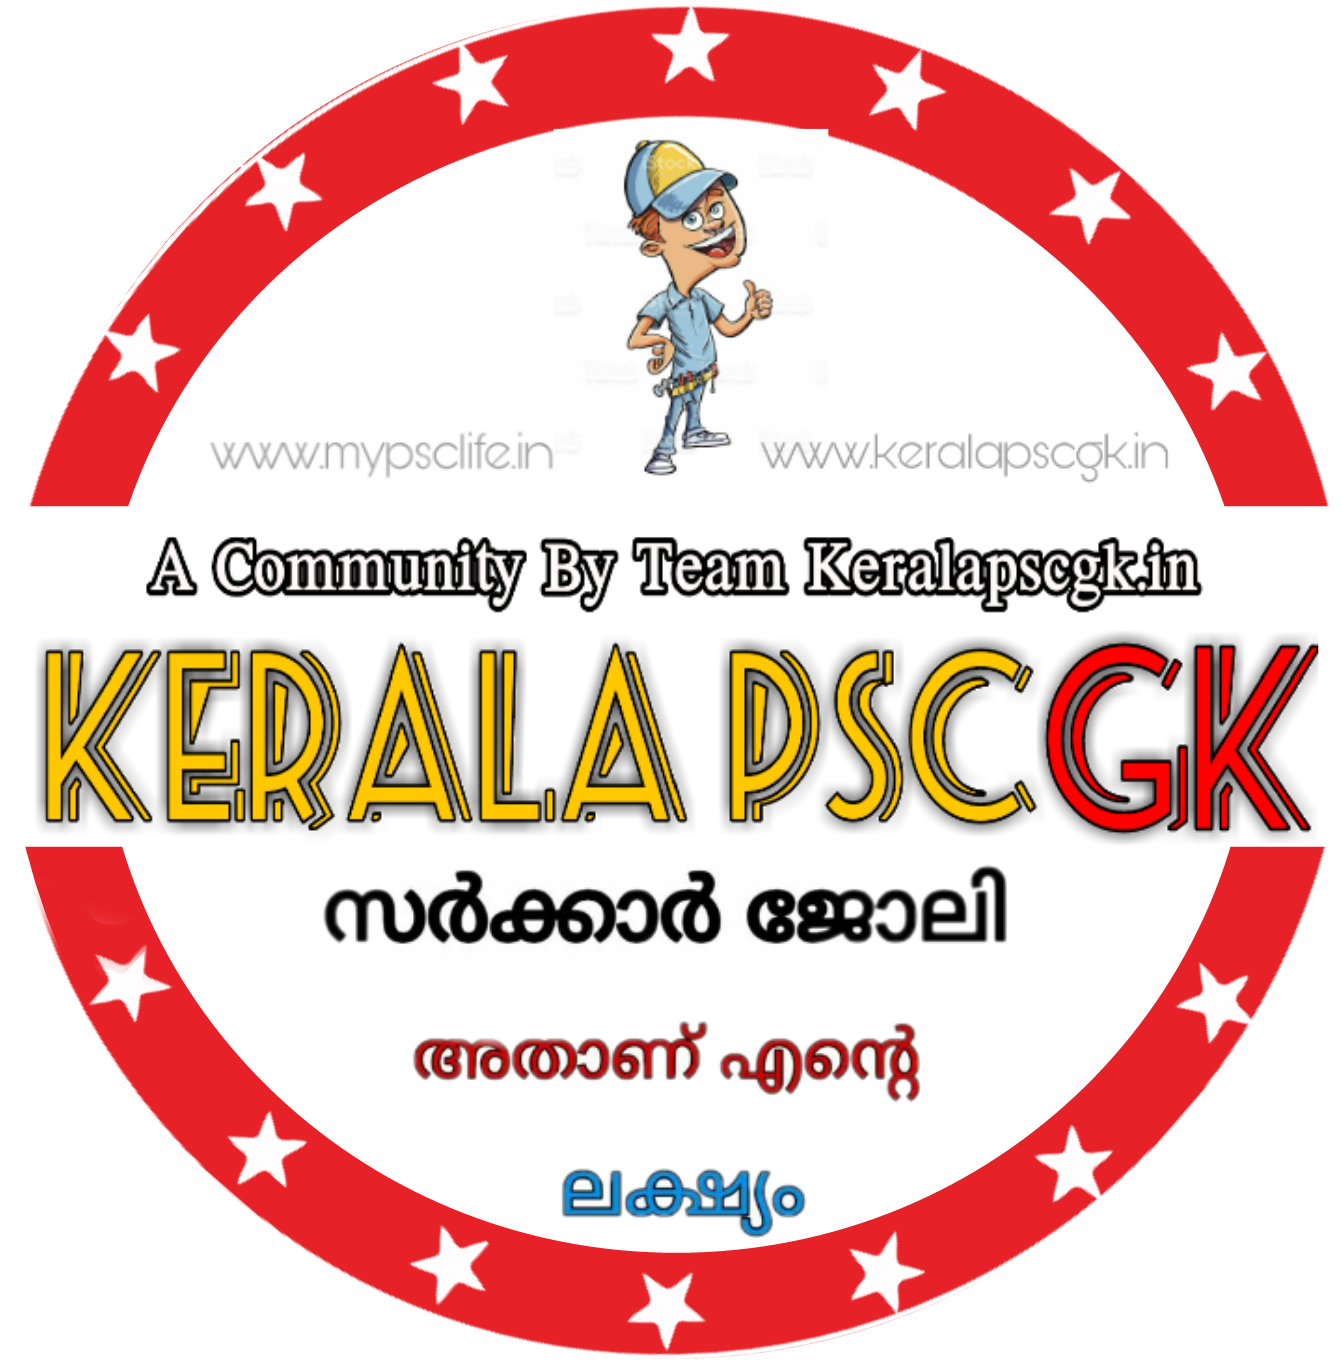 www.mypsclife.in www.keralapscgk.in
A Community By Team Keralapscgk.in
KERALA PSCGK
സർക്കാർ ജോലി
അതാണ് എന്റെ
ലക്ഷ്യം